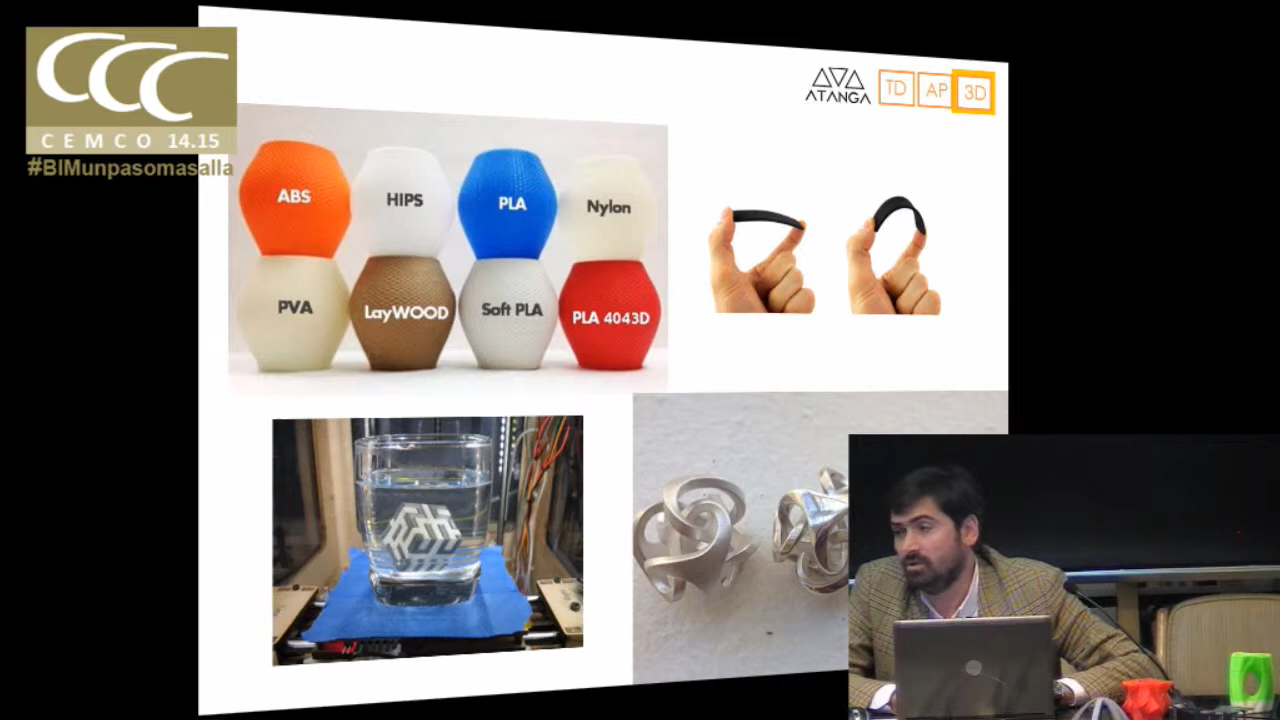 CCC
CEMCO 14.15
#BIMunpasomasalla
ATANGA
TD AP 3D
ABS HIPS PLA Nylon
PVA LayWOOD Soft PLA PLA 4043D